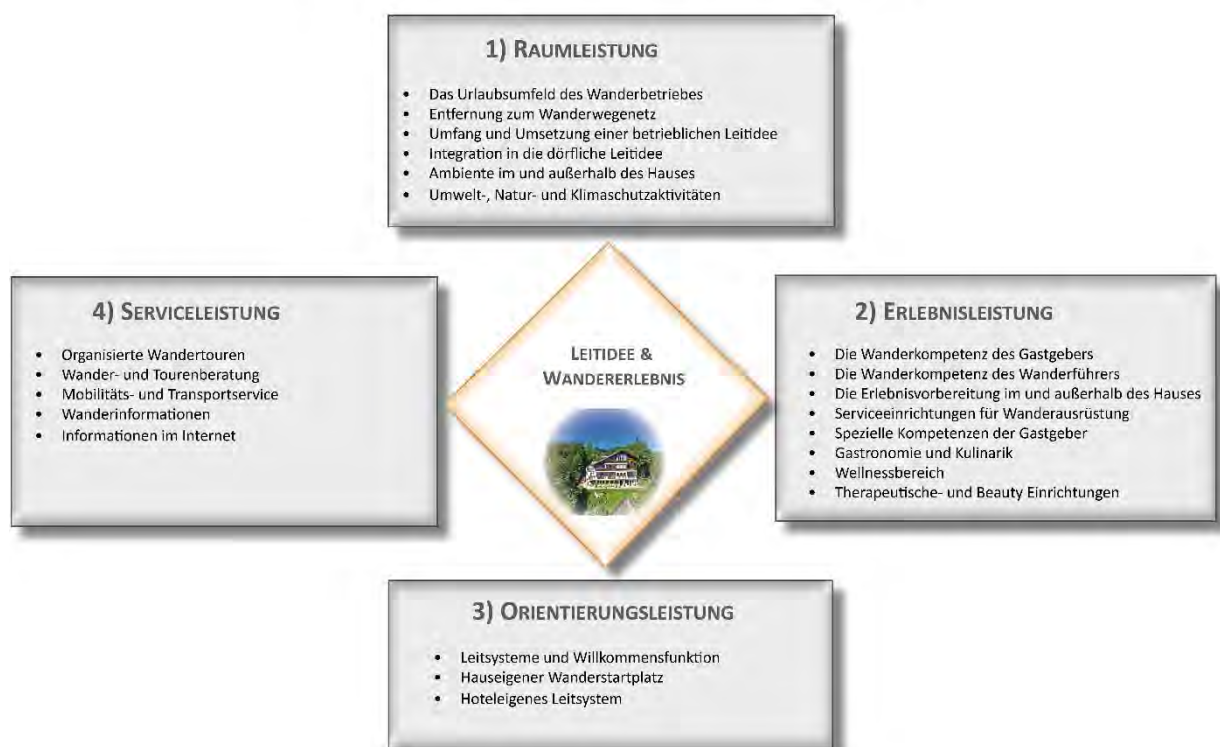 1) RAUMLEISTUNG
• Das Urlaubsumfeld des Wanderbetriebes
• Entfernung zum Wanderwegenetz
• Umfang und Umsetzung einer betrieblichen Leitidee
• Integration in die dörfliche Leitidee
• Ambiente im und außerhalb des Hauses
• Umwelt-, Natur- und Klimaschutzaktivitäten
4) SERVICELEISTUNG
• Organisierte Wandertouren
• Wander- und Tourenberatung
• Mobilitäts- und Transportservice
• Wanderinformationen
• Informationen im Internet
LEITIDEE &
WANDERERLEBNIS
2) ERLEBNISLEISTUNG
• Die Wanderkompetenz des Gastgebers
• Die Wanderkompetenz des Wanderführers
• Die Erlebnisvorbereitung im und außerhalb des Hauses
• Serviceeinrichtungen für Wanderausrüstung
• Spezielle Kompetenzen der Gastgeber
• Gastronomie und Kulinarik
• Wellnessbereich
• Therapeutische- und Beauty Einrichtungen
3) ORIENTIERUNGSLEISTUNG
• Leitsysteme und Willkommensfunktion
• Hauseigener Wanderstartplatz
• Hoteleigenes Leitsystem